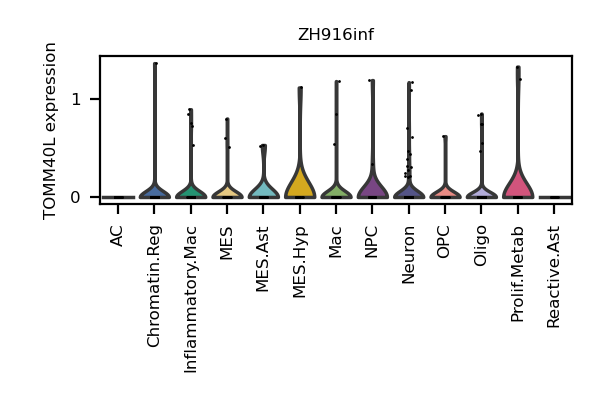 ZH916inf
TOMM40L expression
1
0
AC
Chromatin.Reg
Inflammatory.Mac
MES
MES.Ast
MES.Hyp
Mac
NPC
Neuron
OPC
Oligo
Prolif.Metab
Reactive.Ast